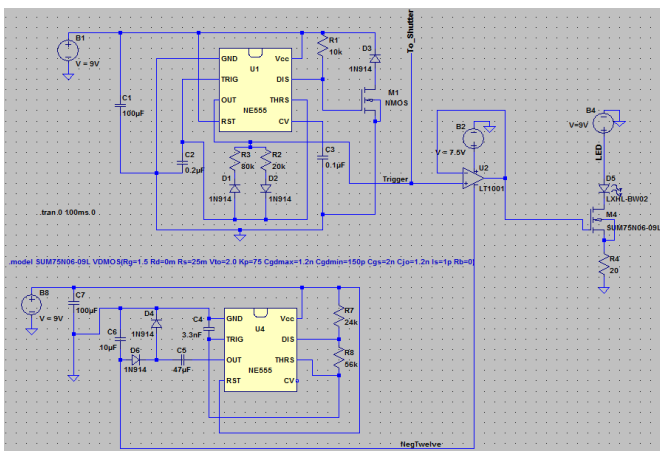 B1
V = 9V
C1
100µF
GND
Vcc
TRIG
U1
DIS
OUT
THRS
RST
CV
NE555
R1
10k
D3
1N914
M1
NMOS
To_Shutter
C2
0.2µF
R3
80k
R2
20k
D1
1N914
D2
1N914
C3
0.1µF
Trigger
B2
V = 7.5V
U2
LT1001
B4
V=9V
LED
D5
LXHL-BW02
M4
SUM75N06-09L
R4
20
.tran 0 100ms 0
.model SUM75N06-09L VDMOS(Rg=1.5 Rd=0m Rs=25m Vto=2.0 Kp=75 Cgdmax=1.2n Cgdmin=150p Cgs=2n Cjo=1.2n Is=1p Rb=0)
B8
V = 9V
C7
100µF
C6
10µF
D4
1N914
D6
1N914
C5
47µF
C4
3.3nF
GND
Vcc
TRIG
U4
DIS
OUT
THRS
RST
CV
NE555
R7
24k
R8
56k
NegTwelve